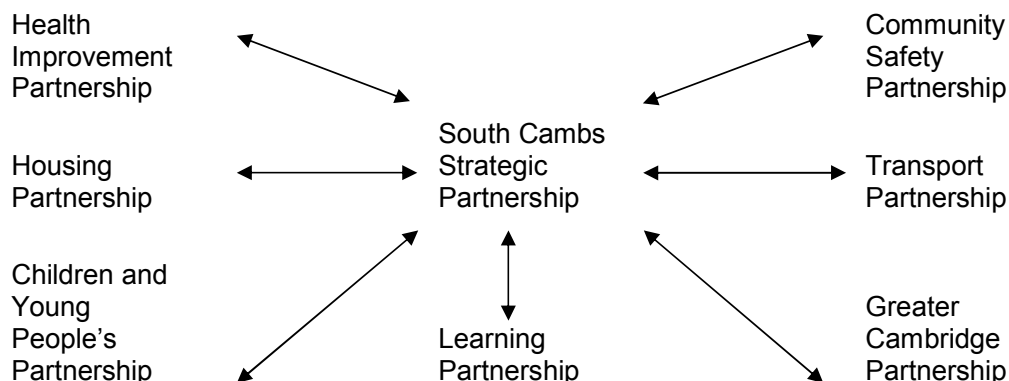 Health
Improvement
Partnership
Community
Safety
Partnership
South Cambs
Strategic
Partnership
Housing
Partnership
Transport
Partnership
Children and
Young
People’s
Partnership
Learning
Partnership
Greater
Cambridge
Partnership